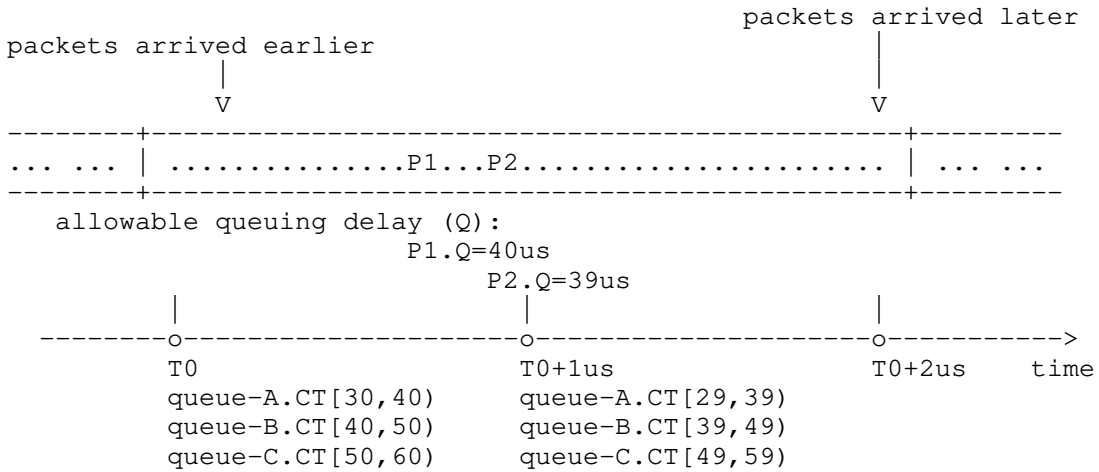 packets arrived later
packets arrived earlier |
| |
V V
--------+-----------------------------------------------+---------
... ... | ...............P1...P2....................... | ... ...
--------+-----------------------------------------------+---------
allowable queuing delay (Q):
P1.Q=40us
P2.Q=39us
| | |
--------o---------------------o---------------------o----------->
T0 T0+1us T0+2us time
queue-A.CT[30,40) queue-A.CT[29,39)
queue-B.CT[40,50) queue-B.CT[39,49)
queue-C.CT[50,60) queue-C.CT[49,59)